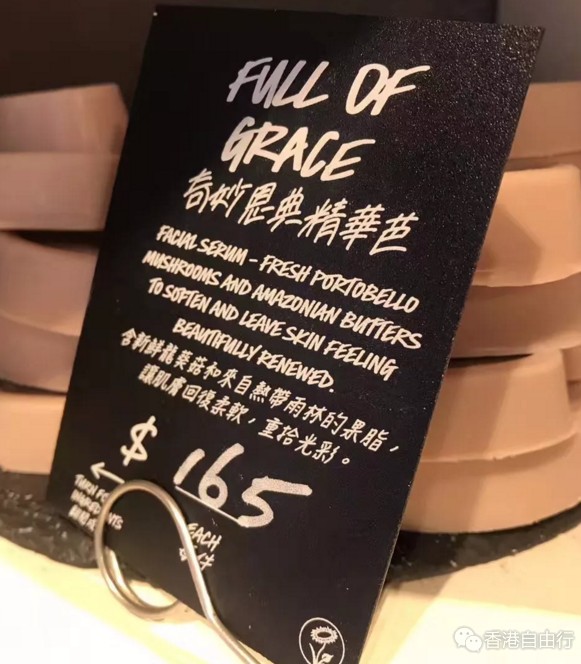 FULL OF
GRACE
奇妙恩典精華芭
FACIAL SERUM - FRESH PORTOBELLO
MUSHROOMS AND AMAZONIAN BUTTERS
TO SOFTEN AND LEAVE SKIN FEELING
BEAUTIFULLY RENEWED.
含新鮮龍葵菇和來自熱帶雨林的果脂，
讓肌膚回復柔軟，重拾光彩。
$ 165
EACH
香港自由行